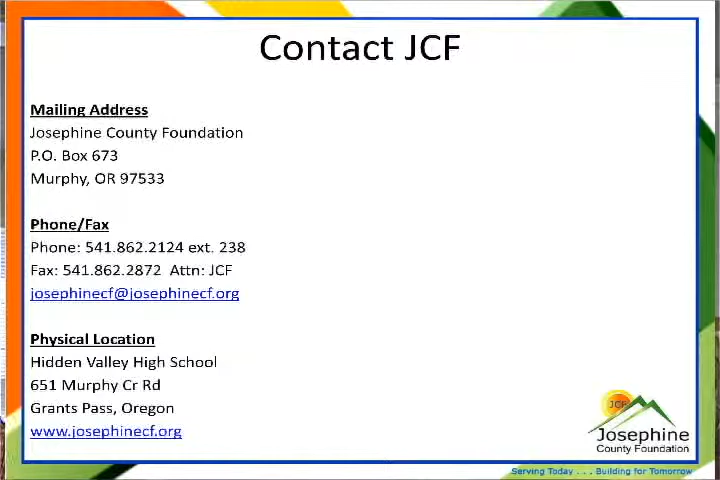 Contact JCF
Mailing Address
Josephine County Foundation
P.O. Box 673
Murphy, OR 97533
Phone/Fax
Phone: 541.862.2124 ext. 238
Fax: 541.862.2872 Attn: JCF
josephinecf@josephinecf.org
Physical Location
Hidden Valley High School
651 Murphy Cr Rd
Grants Pass, Oregon
www.josephinecf.org
JCF
Josephine
County Foundation
Serving Today . . . Building for Tomorrow